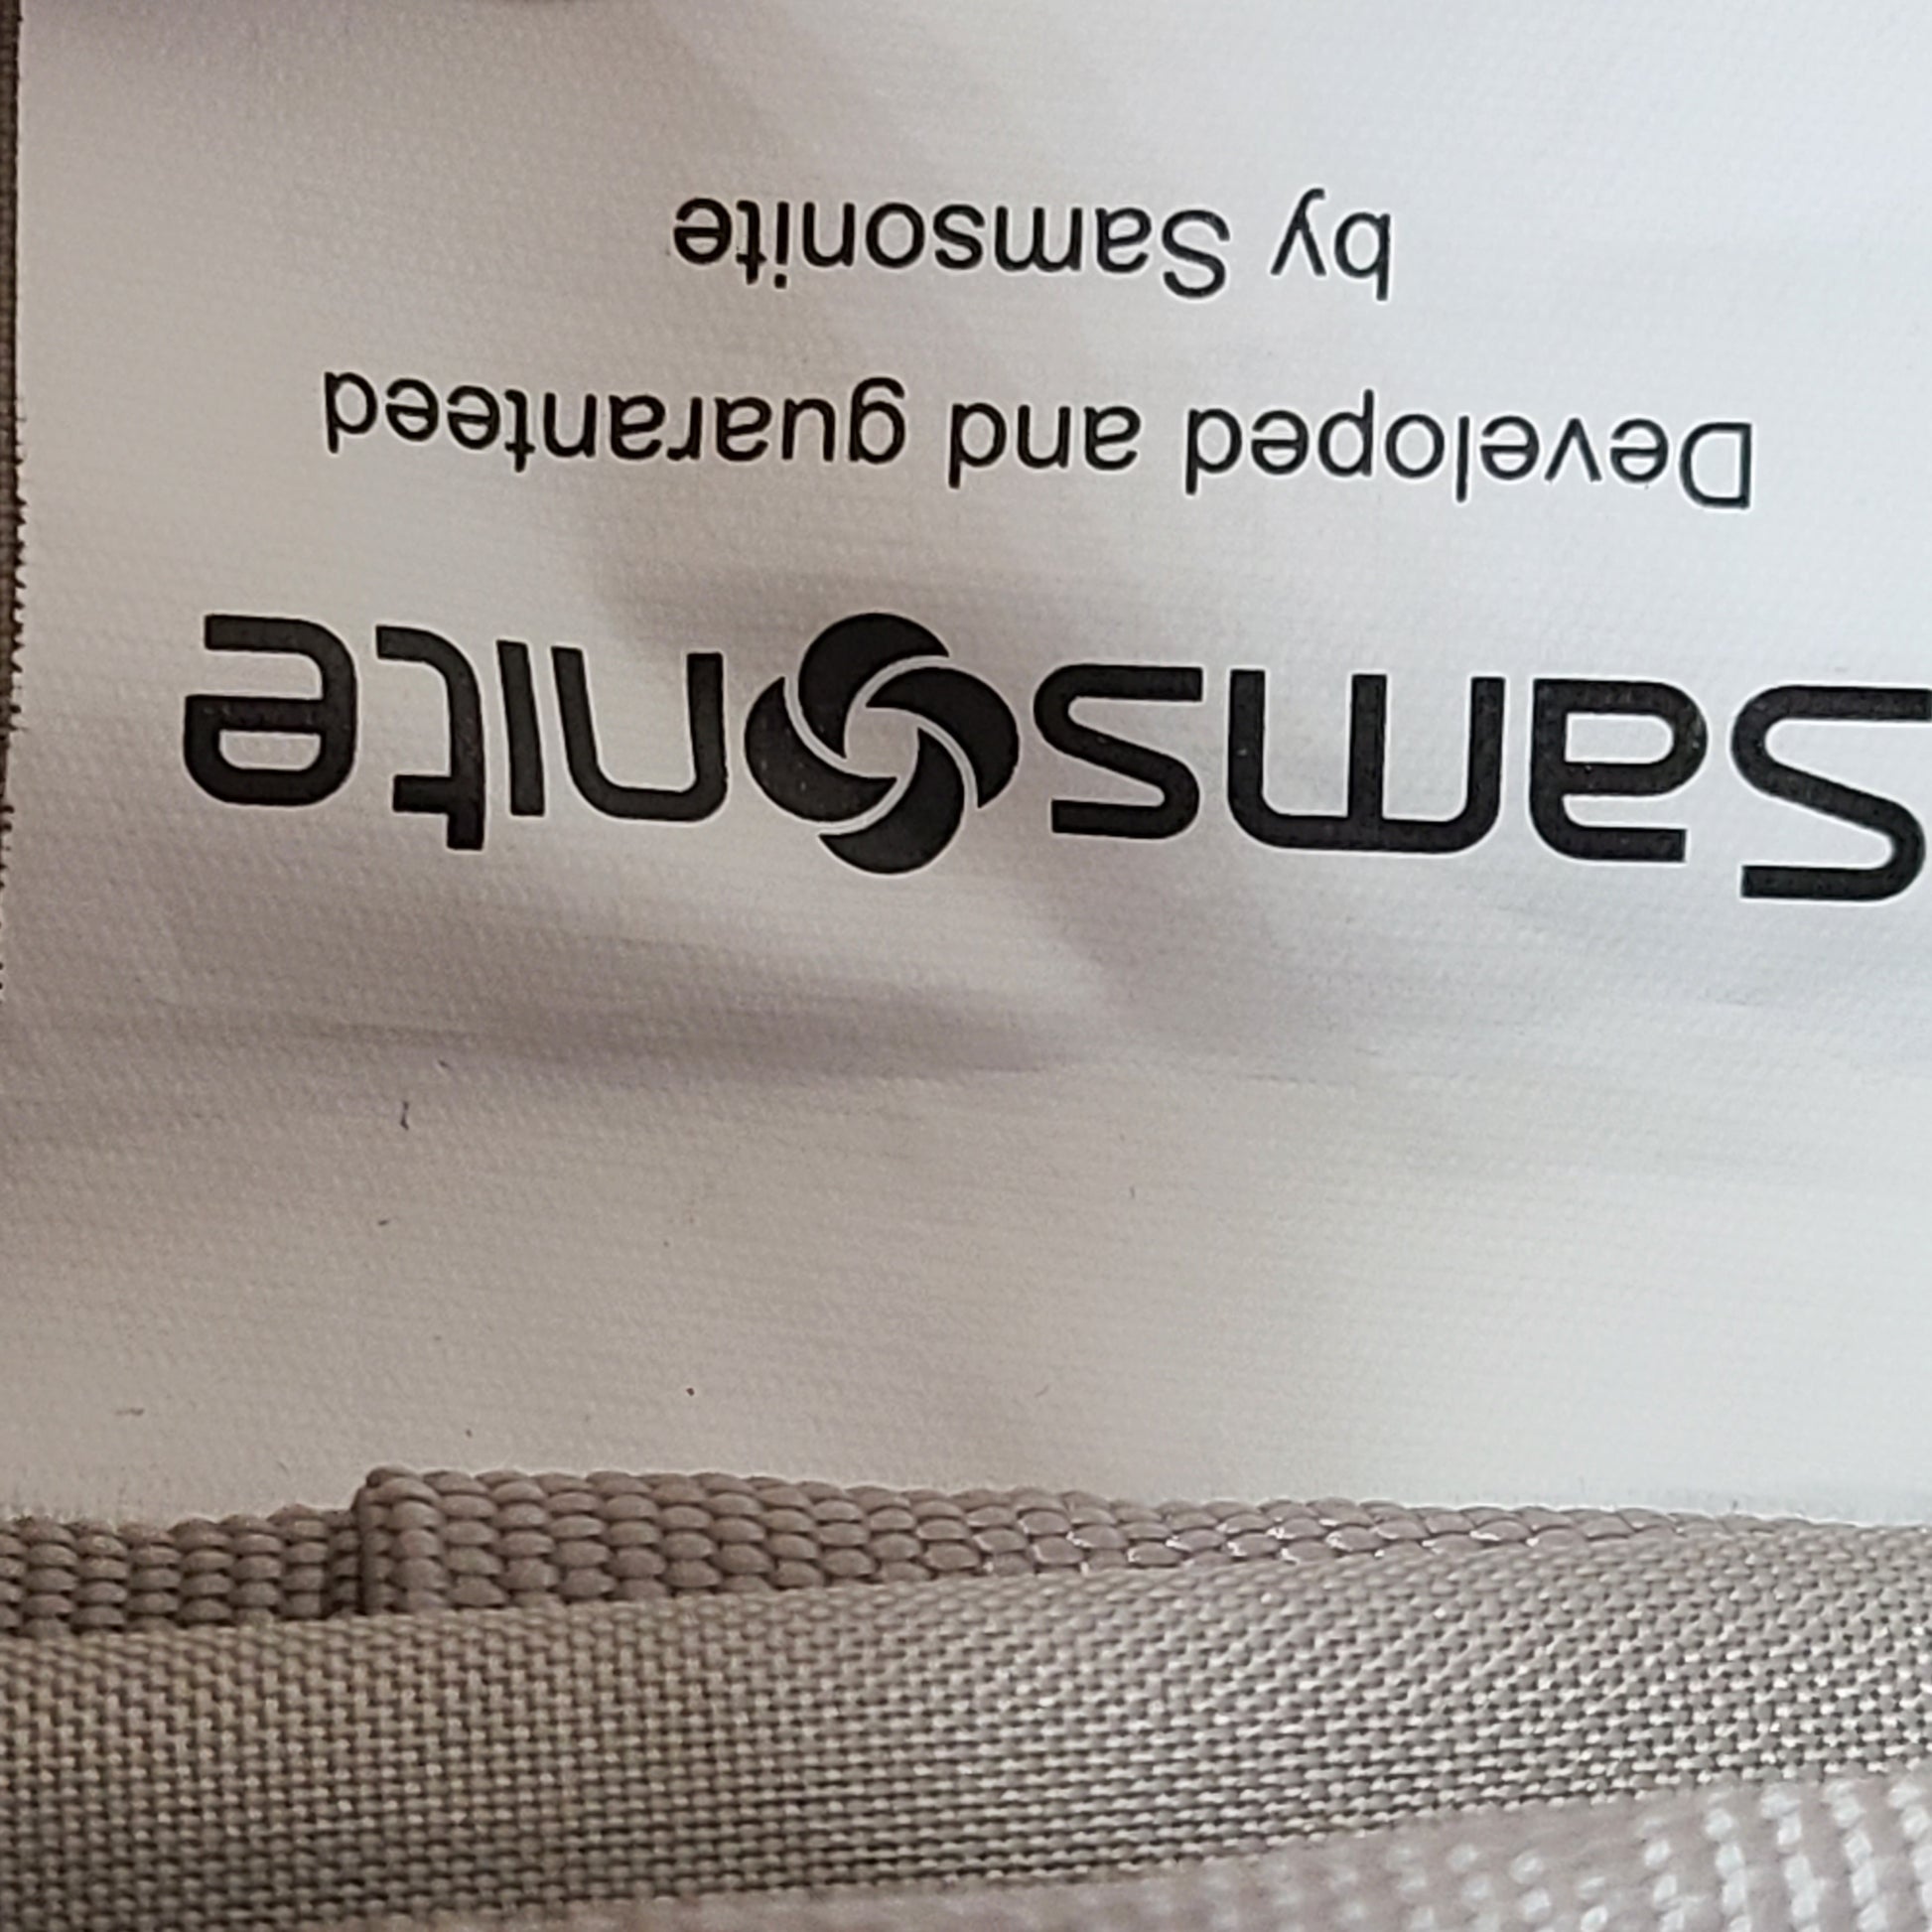 Samsonite
Developed and guaranteed
by Samsonite